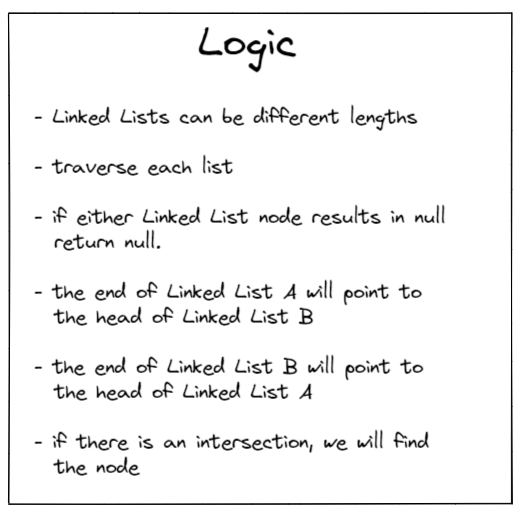 Logic
- Linked Lists can be different lengths
- traverse each list
- if either Linked List node results in null
return null.
- the end of Linked List A will point to
the head of Linked List B
- the end of Linked List B will point to
the head of Linked List A
- if there is an intersection, we will find
the node